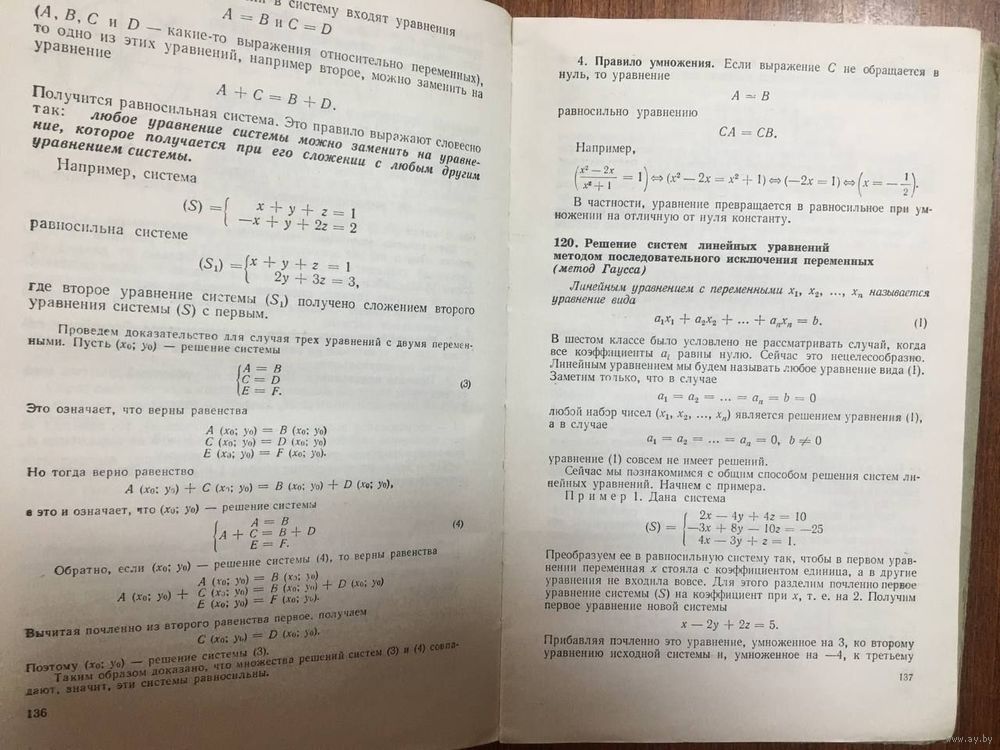 в систему входят уравнения
A = B и C = D
(A, B, C и D — какие-то выражения относительно переменных),
то одно из этих уравнений, например второе, можно заменить на
уравнение
A + C = B + D.
Получится равносильная система. Это правило выражают словесно
так: любое уравнение системы можно заменить на уравне-
ние, которое получается при его сложении с любым другим
уравнением системы.
Например, система
(S) = { x + y + z = 1
−x + y + 2z = 2
равносильна системе
(S₁) = { x + y + z = 1
2y + 3z = 3,
где второе уравнение системы (S₁) получено сложением второго
уравнения системы (S) с первым.
Проведем доказательство для случая трех уравнений с двумя перемен-
ными. Пусть (x₀; y₀) — решение системы
{ A = B
C = D (3)
E = F.
Это означает, что верны равенства
A (x₀; y₀) = B (x₀; y₀)
C (x₀; y₀) = D (x₀; y₀)
E (x₀; y₀) = F (x₀; y₀).
Но тогда верно равенство
A (x₀; y₀) + C (x₀; y₀) = B (x₀; y₀) + D (x₀; y₀),
а это и означает, что (x₀; y₀) — решение системы
{ A = B
A + C = B + D (4)
E = F.
Обратно, если (x₀; y₀) — решение системы (4), то верны равенства
A (x₀; y₀) = B (x₀; y₀)
A (x₀; y₀) + C (x₀; y₀) = B (x₀; y₀) + D (x₀; y₀)
E (x₀; y₀) = F (x₀; y₀).
Вычитая почленно из второго равенства первое, получаем
C (x₀; y₀) = D (x₀; y₀).
Поэтому (x₀; y₀) — решение системы (3).
Таким образом доказано, что множества решений систем (3) и (4) совпа-
дают, значит, эти системы равносильны.
136
4. Правило умножения. Если выражение C не обращается в
нуль, то уравнение
A = B
равносильно уравнению
CA = CB.
Например,
((x² − 2x)/(x² + 1) = 1) ⇔ (x² − 2x = x² + 1) ⇔ (−2x = 1) ⇔ (x = −1/2).
В частности, уравнение превращается в равносильное при ум-
ножении на отличную от нуля константу.
120. Решение систем линейных уравнений
методом последовательного исключения переменных
(метод Гаусса)
Линейным уравнением с переменными x₁, x₂, ..., xₙ называется
уравнение вида
a₁x₁ + a₂x₂ + ... + aₙxₙ = b. (1)
В шестом классе было условлено не рассматривать случай, когда
все коэффициенты aᵢ равны нулю. Сейчас это нецелесообразно.
Линейным уравнением мы будем называть любое уравнение вида (1).
Заметим только, что в случае
a₁ = a₂ = ... = aₙ = b = 0
любой набор чисел (x₁, x₂, ..., xₙ) является решением уравнения (1),
а в случае
a₁ = a₂ = ... = aₙ = 0, b ≠ 0
уравнение (1) совсем не имеет решений.
Сейчас мы познакомимся с общим способом решения систем ли-
нейных уравнений. Начнем с примера.
Пример 1. Дана система
{ 2x − 4y + 4z = 10
(S) = −3x + 8y − 10z = −25
4x − 3y + z = 1.
Преобразуем ее в равносильную систему так, чтобы в первом урав-
нении переменная x стояла с коэффициентом единица, а в другие
уравнения не входила вовсе. Для этого разделим почленно первое
уравнение системы (S) на коэффициент при x, т. е. на 2. Получим
первое уравнение новой системы
x − 2y + 2z = 5.
Прибавляя почленно это уравнение, умноженное на 3, ко второму
уравнению исходной системы и, умноженное на —4, к третьему
137
www.ay.by